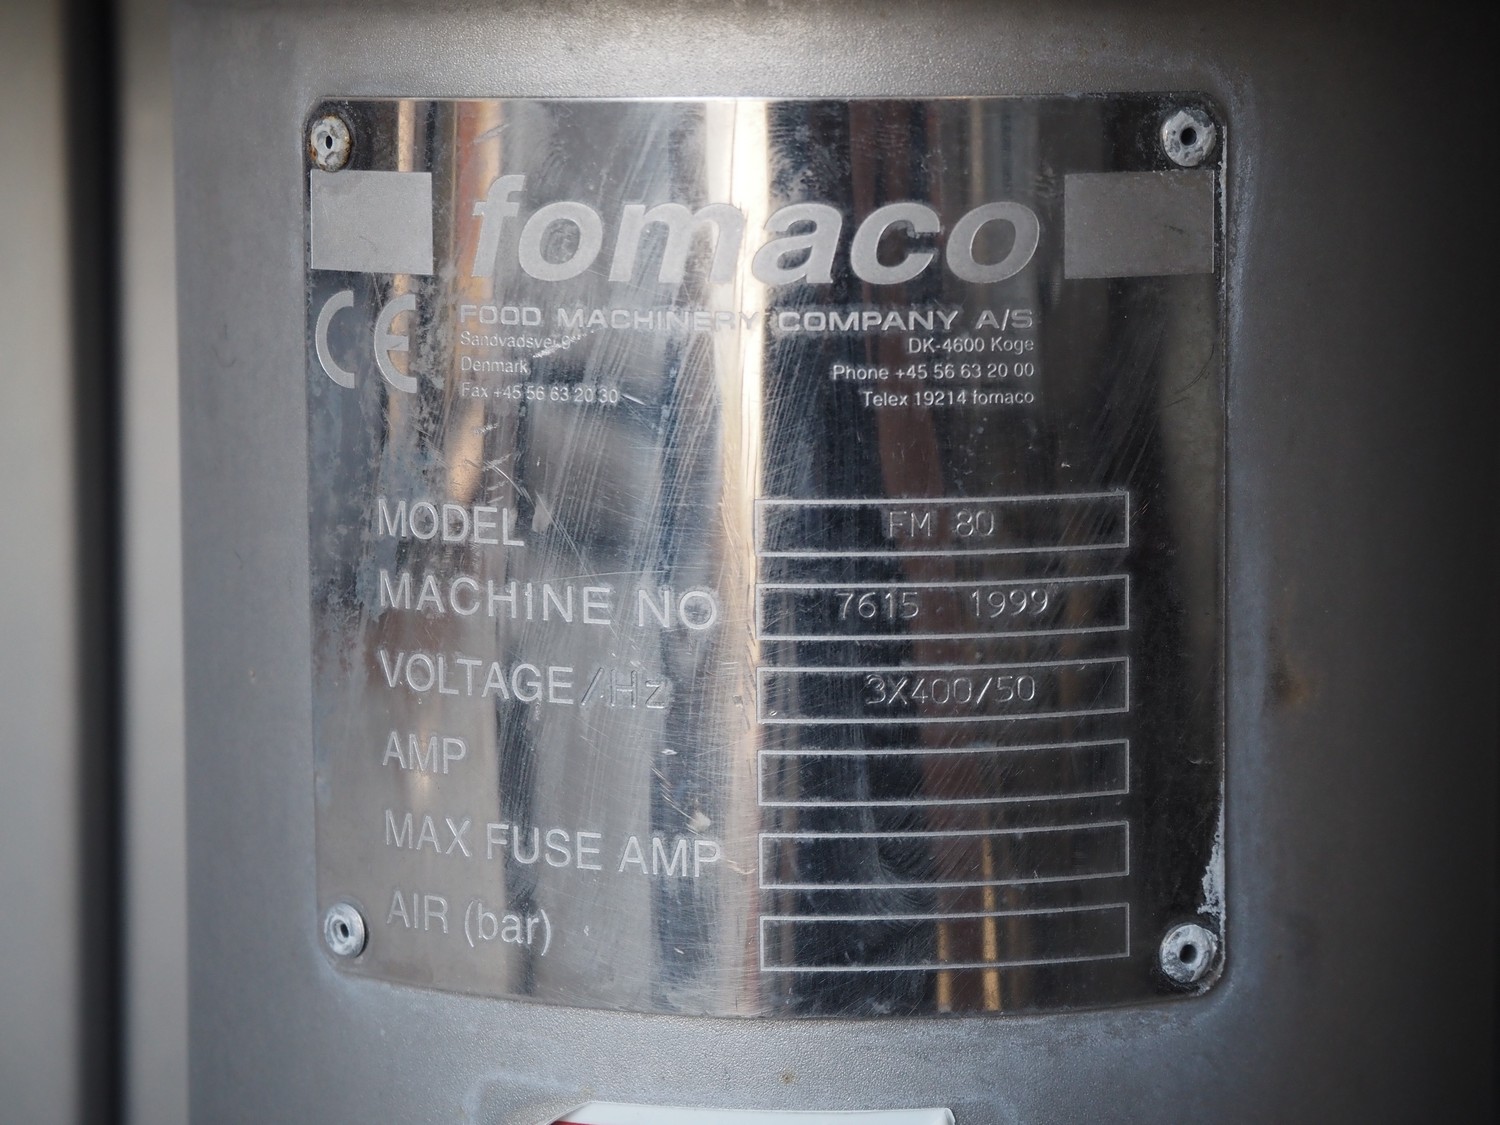 fomaco
CE FOOD MACHINERY COMPANY A/S
Sandvadsvej DK-4600 Koge
Denmark Phone +45 56 63 20 00
Fax +45 56 63 20 30 Telex 19214 fomaco
MODEL FM 80
MACHINE NO 7615 1999
VOLTAGE/Hz 3X400/50
AMP
MAX FUSE AMP
AIR (bar)